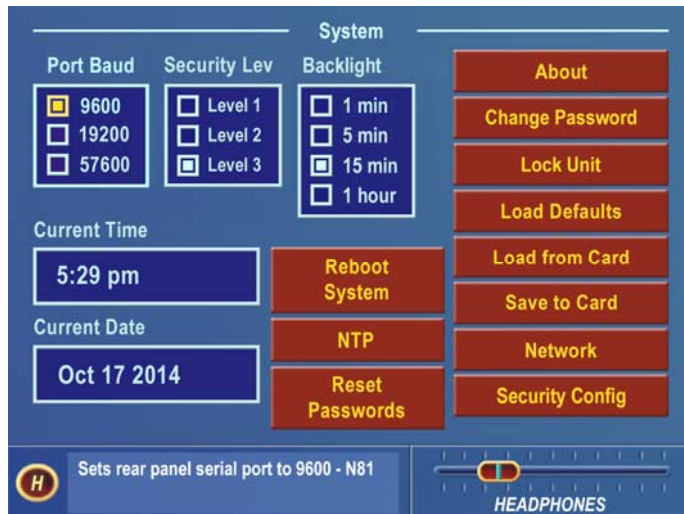 System
Port Baud
9600
19200
57600
Security Lev
Level 1
Level 2
Level 3
Backlight
1 min
5 min
15 min
1 hour
Current Time
5:29 pm
Current Date
Oct 17 2014
Reboot
System
NTP
Reset
Passwords
About
Change Password
Lock Unit
Load Defaults
Load from Card
Save to Card
Network
Security Config
H
Sets rear panel serial port to 9600 - N81
HEADPHONES